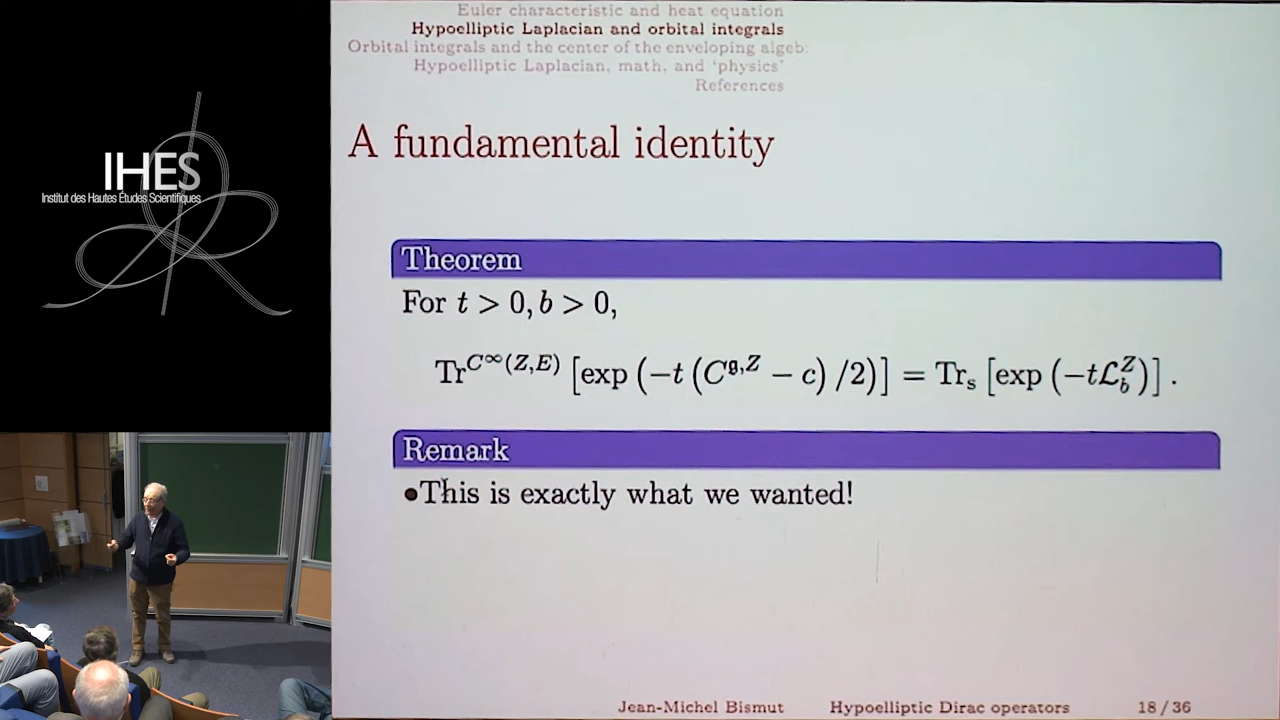 IHES
Institut des Hautes Études Scientifiques
Euler characteristic and heat equation
Hypoelliptic Laplacian and orbital integrals
Orbital integrals and the center of the enveloping algeb
Hypoelliptic Laplacian, math, and ‘physics’
References
A fundamental identity
Theorem
For t > 0, b > 0,
Tr^{C^∞(Z,E)} [exp (−t (C^{𝔤,Z} − c) /2)] = Tr_s [exp (−tℒ_b^Z)] .
Remark
•This is exactly what we wanted!
Jean-Michel Bismut Hypoelliptic Dirac operators 18 / 36